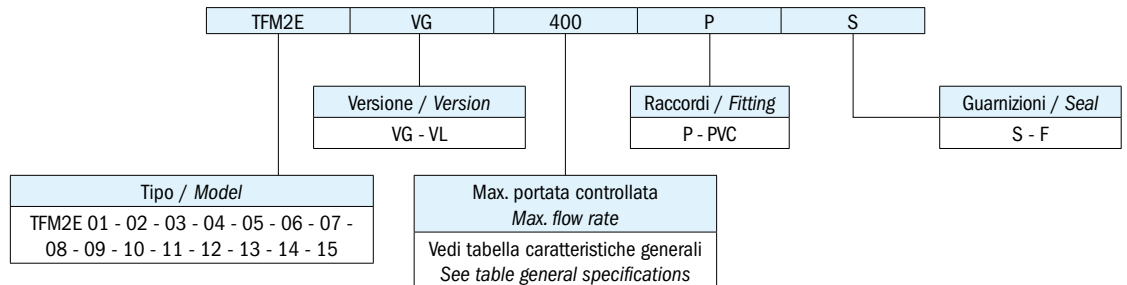 TFM2E VG 400 P S
Versione / Version
VG - VL
Raccordi / Fitting
P - PVC
Guarnizioni / Seal
S - F
Tipo / Model
TFM2E 01 - 02 - 03 - 04 - 05 - 06 - 07 -
08 - 09 - 10 - 11 - 12 - 13 - 14 - 15
Max. portata controllata
Max. flow rate
Vedi tabella caratteristiche generali
See table general specifications